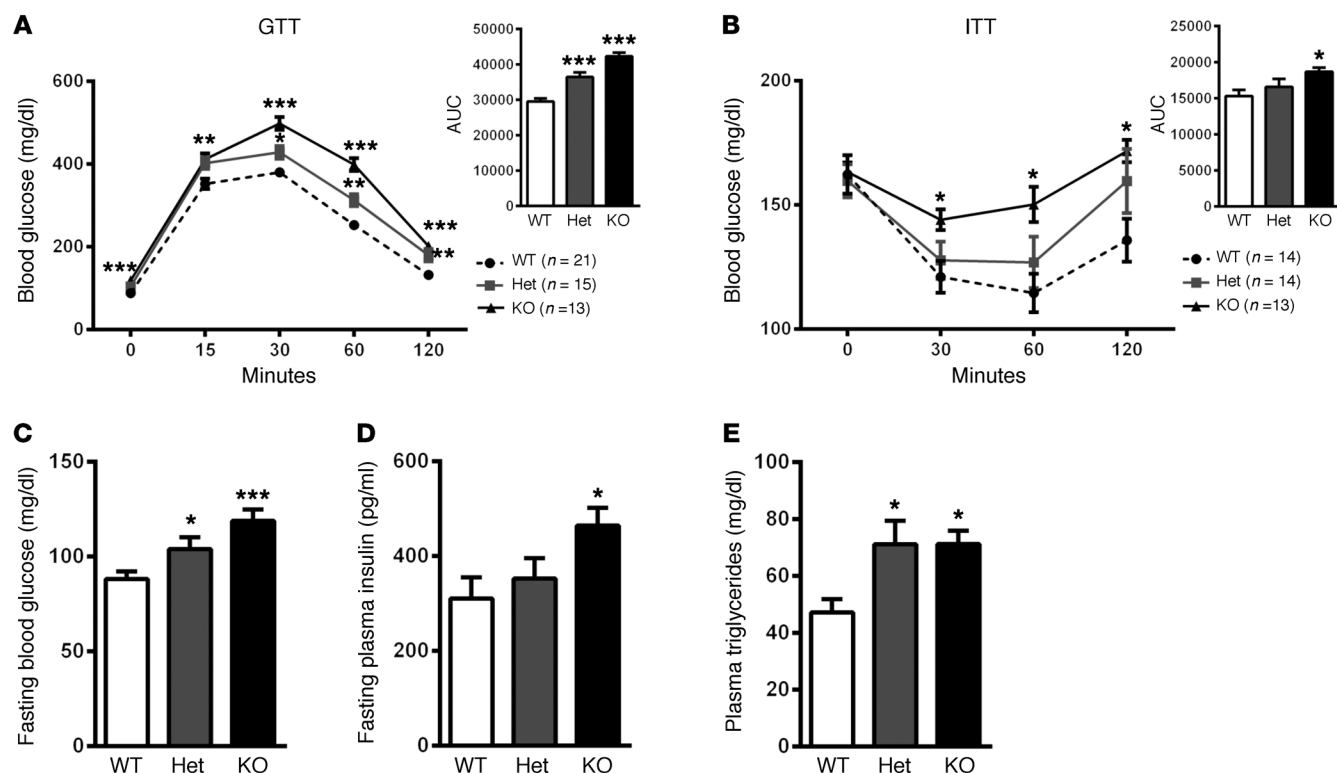 A
GTT
Blood glucose (mg/dl)
600
400
200
0
***
**
***
*
***
**
***
**
0
15
30
60
120
Minutes
AUC
50000
40000
30000
20000
10000
0
***
***
WT
Het
KO
WT (n = 21)
Het (n = 15)
KO (n =13)
B
ITT
Blood glucose (mg/dl)
200
150
100
*
*
*
0
30
60
120
Minutes
AUC
25000
20000
15000
10000
5000
0
*
WT
Het
KO
WT (n = 14)
Het (n = 14)
KO (n =13)
C
Fasting blood glucose (mg/dl)
150
100
50
0
*
***
WT
Het
KO
D
Fasting plasma insulin (pg/ml)
600
400
200
0
*
WT
Het
KO
E
Plasma triglycerides (mg/dl)
100
80
60
40
20
0
*
*
WT
Het
KO